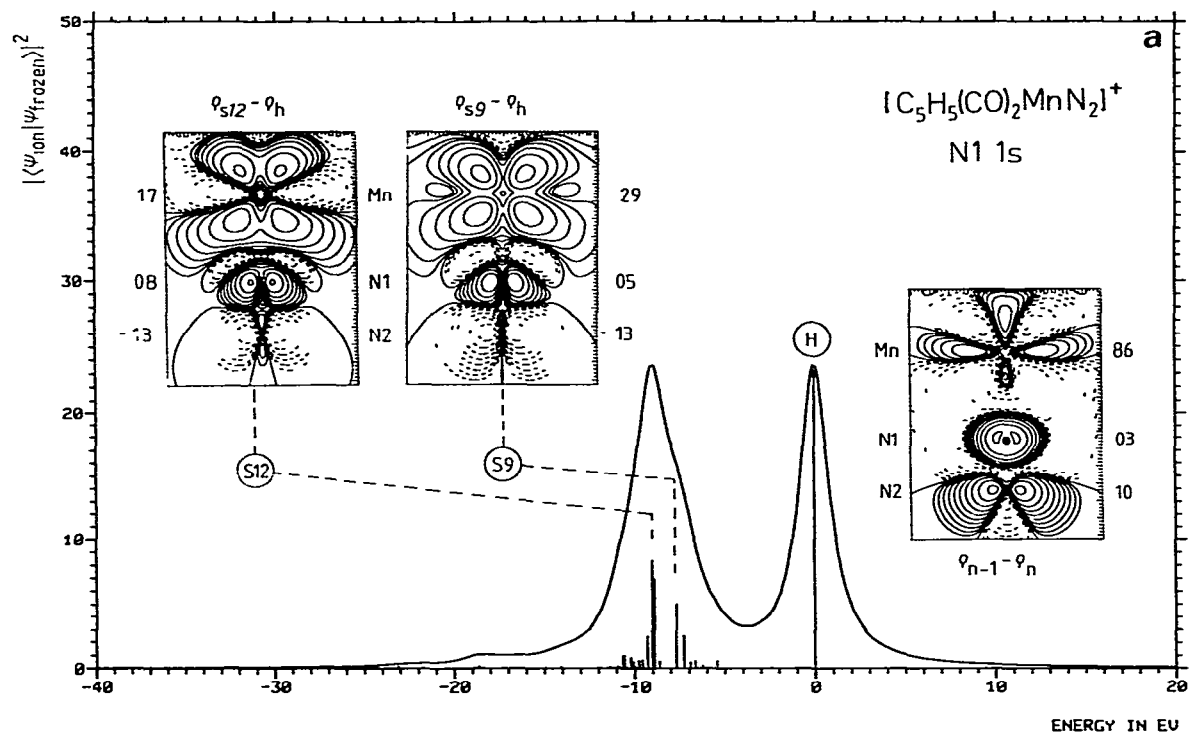 50
a
|⟨Ψion|Ψfrozen⟩|²
ϱs12 - ϱh
ϱs9 - ϱh
[C5H5(CO)2MnN2]+
N1 1s
40
17
Mn
29
30
08
N1
05
-13
N2
-13
H
Mn
86
20
S12
S9
N1
03
N2
10
10
ϱn-1 - ϱn
0
-40
-30
-20
-10
0
10
20
ENERGY IN EV